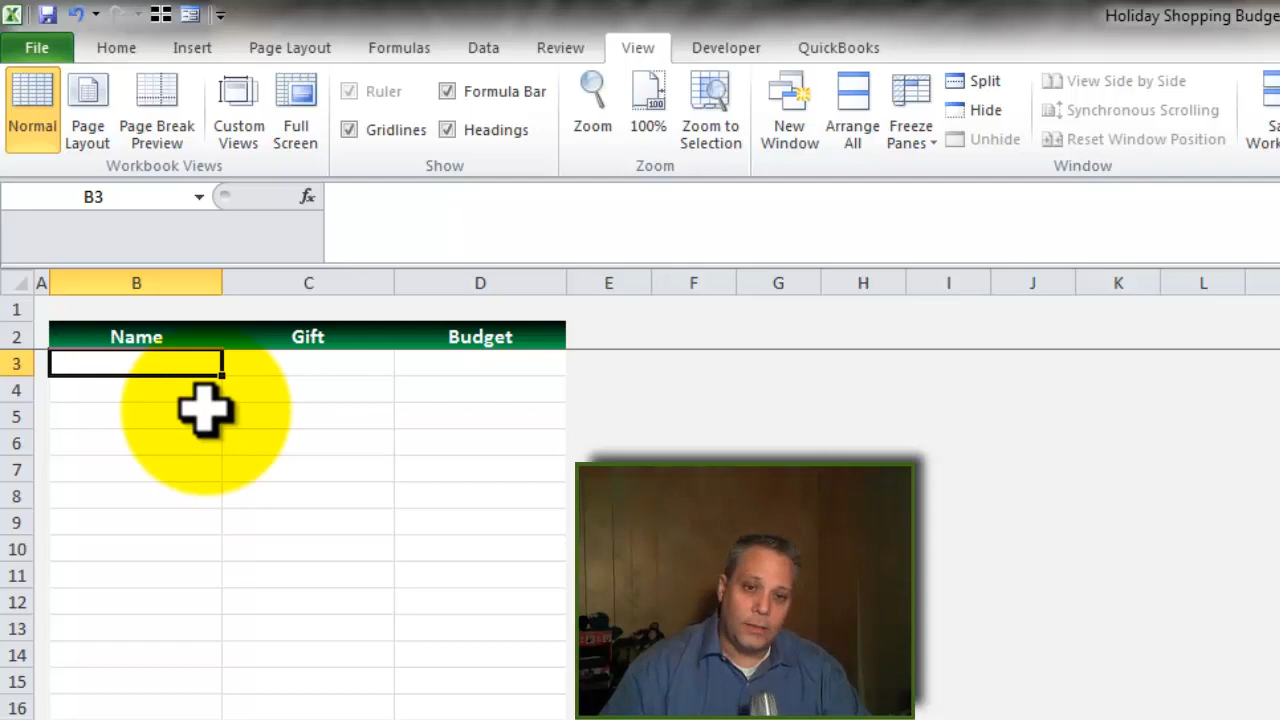 Holiday Shopping Budge
File Home Insert Page Layout Formulas Data Review View Developer QuickBooks
Normal Page Layout Page Break Preview Custom Views Full Screen
Ruler Formula Bar
Gridlines Headings
Zoom 100% Zoom to Selection
New Window Arrange All Freeze Panes
Split
Hide
Unhide
View Side by Side
Synchronous Scrolling
Reset Window Position
Sa
Work
Workbook Views Show Zoom Window
B3 fx
A B C D E F G H I J K L
1
2 Name Gift Budget
3
4
5
6
7
8
9
10
11
12
13
14
15
16